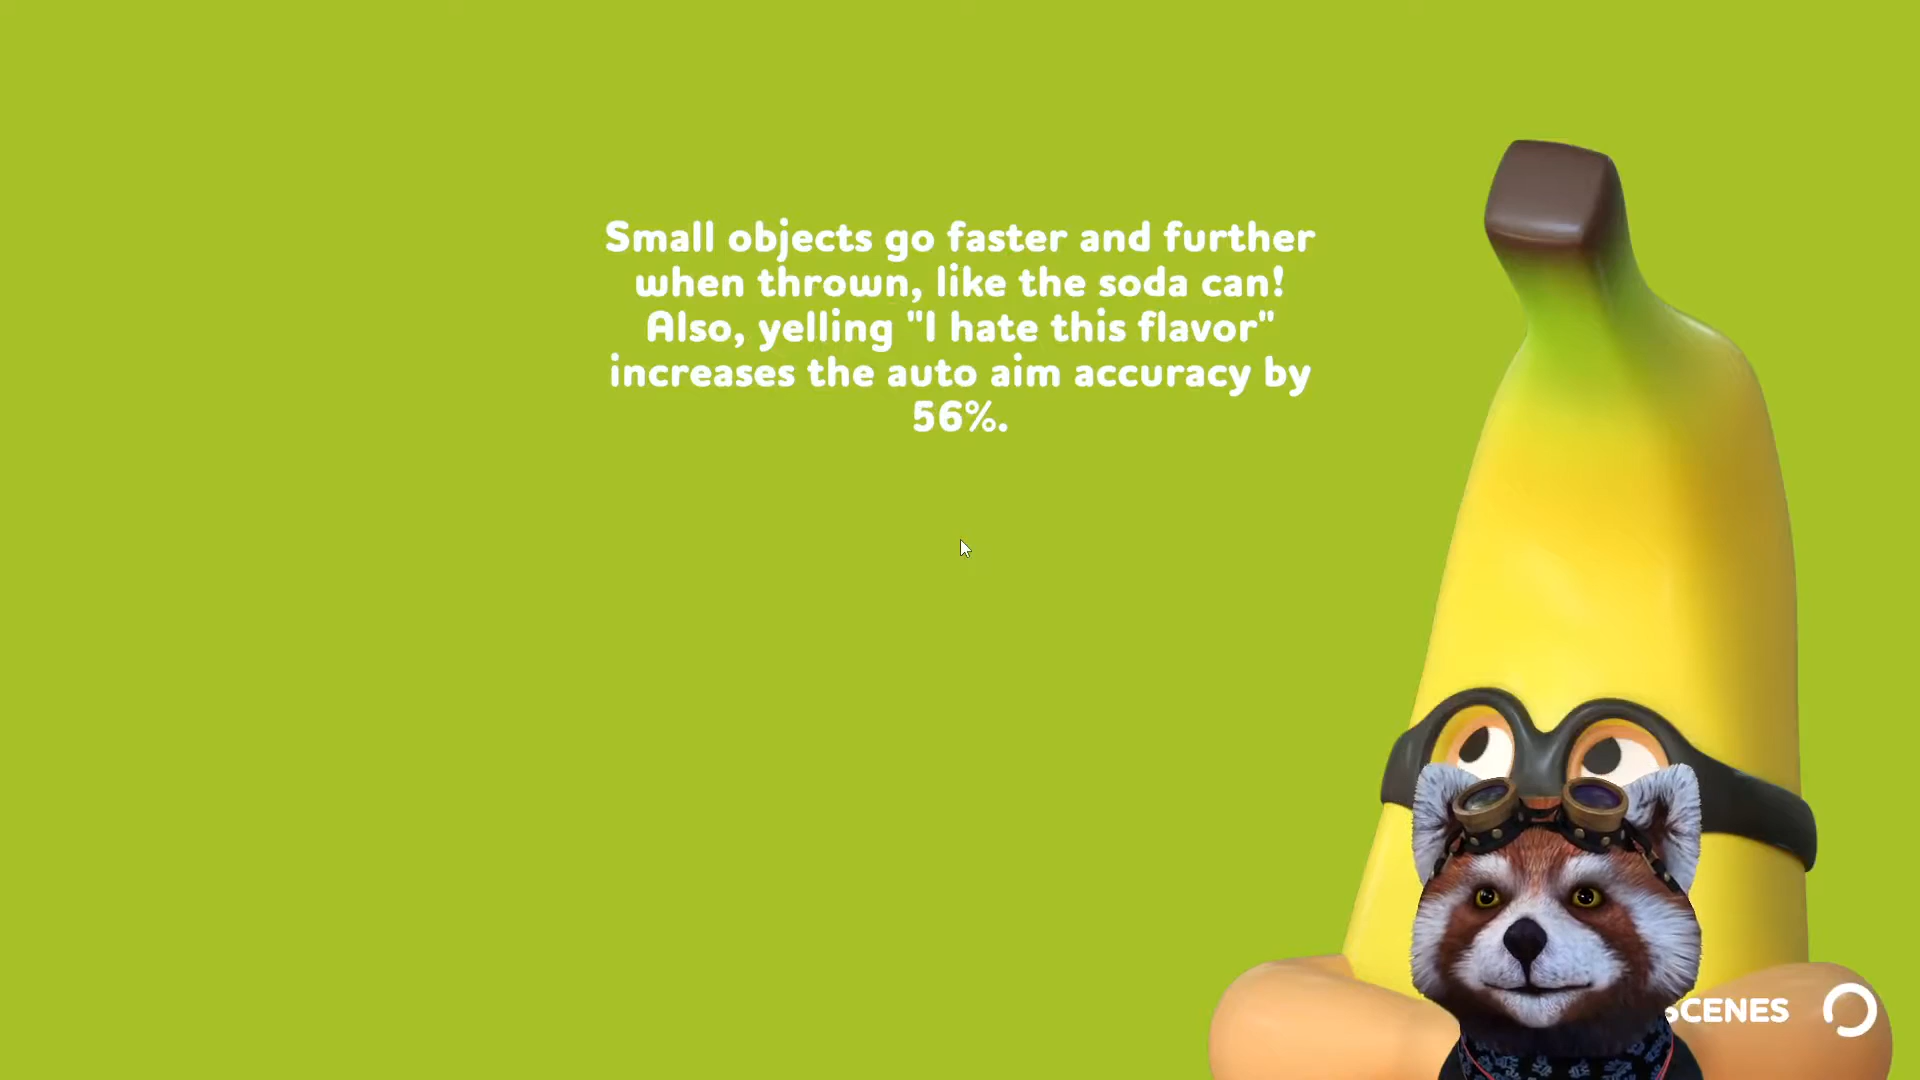 Small objects go faster and further
when thrown, like the soda can!
Also, yelling "I hate this flavor"
increases the auto aim accuracy by
56%.
SCENES